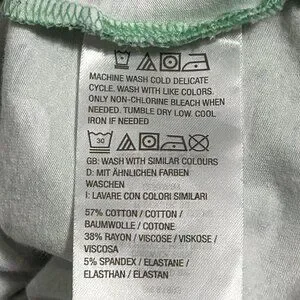 MACHINE WASH COLD DELICATE
CYCLE. WASH WITH LIKE COLORS.
ONLY NON-CHLORINE BLEACH WHEN
NEEDED. TUMBLE DRY LOW. COOL
IRON IF NEEDED
30
GB: WASH WITH SIMILAR COLOURS
D: MIT ÄHNLICHEN FARBEN
WASCHEN
I: LAVARE CON COLORI SIMILARI
57% COTTON / COTTON /
BAUMWOLLE / COTONE
38% RAYON / VISCOSE / VISKOSE /
VISCOSA
5% SPANDEX / ELASTANE /
ELASTHAN / ELASTAN